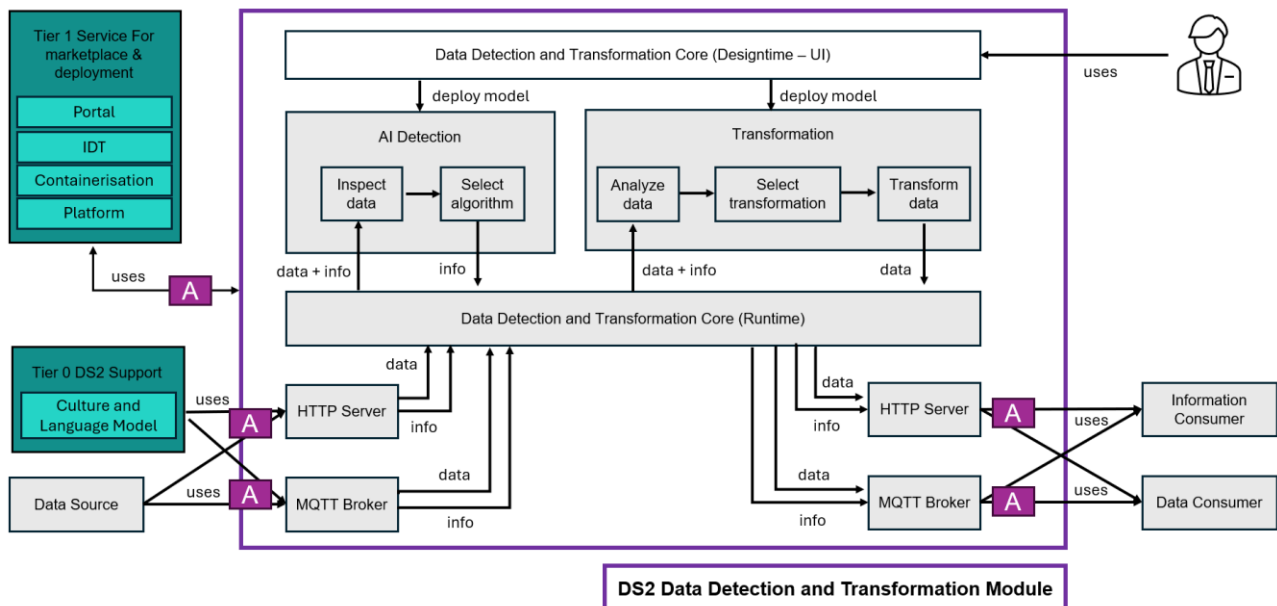 Tier 1 Service For
marketplace &
deployment
Portal
IDT
Containerisation
Platform
uses
A
Data Detection and Transformation Core (Designtime – UI)
uses
deploy model
deploy model
AI Detection
Inspect
data
Select
algorithm
Transformation
Analyze
data
Select
transformation
Transform
data
data + info
info
data + info
data
Data Detection and Transformation Core (Runtime)
Tier 0 DS2 Support
Culture and
Language Model
Data Source
uses
A
uses
A
HTTP Server
data
info
MQTT Broker
data
info
data
info
HTTP Server
data
info
MQTT Broker
A
uses
A
uses
Information
Consumer
Data Consumer
DS2 Data Detection and Transformation Module